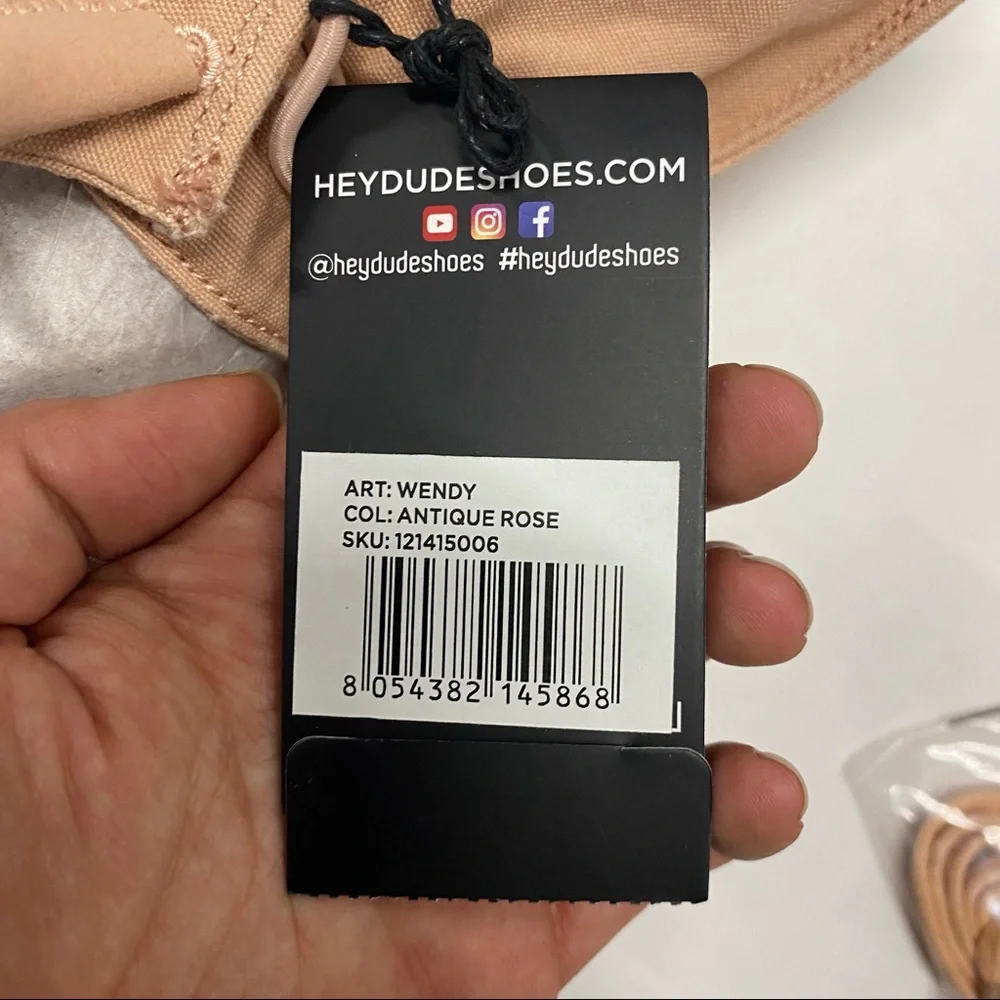 HEYDUDESHOES.COM
@heydudeshoes #heydudeshoes
ART: WENDY
COL: ANTIQUE ROSE
SKU: 121415006
8 054382 145868